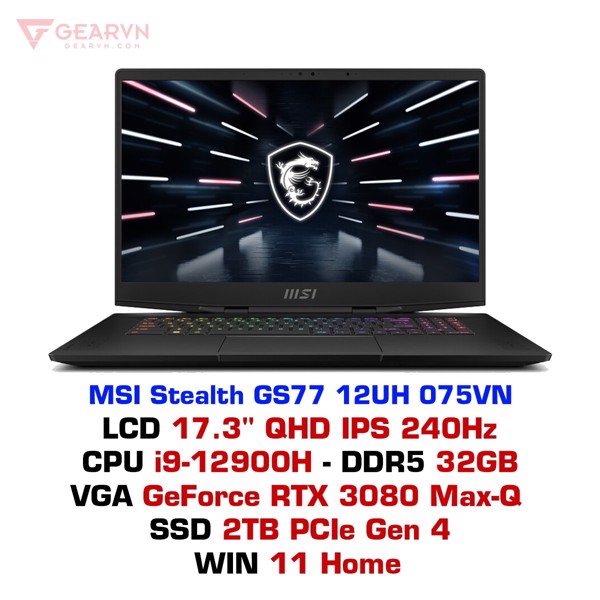 GEARVN
GEARVN.COM
msi
MSI Stealth GS77 12UH 075VN
LCD 17.3" QHD IPS 240Hz
CPU i9-12900H - DDR5 32GB
VGA GeForce RTX 3080 Max-Q
SSD 2TB PCIe Gen 4
WIN 11 Home